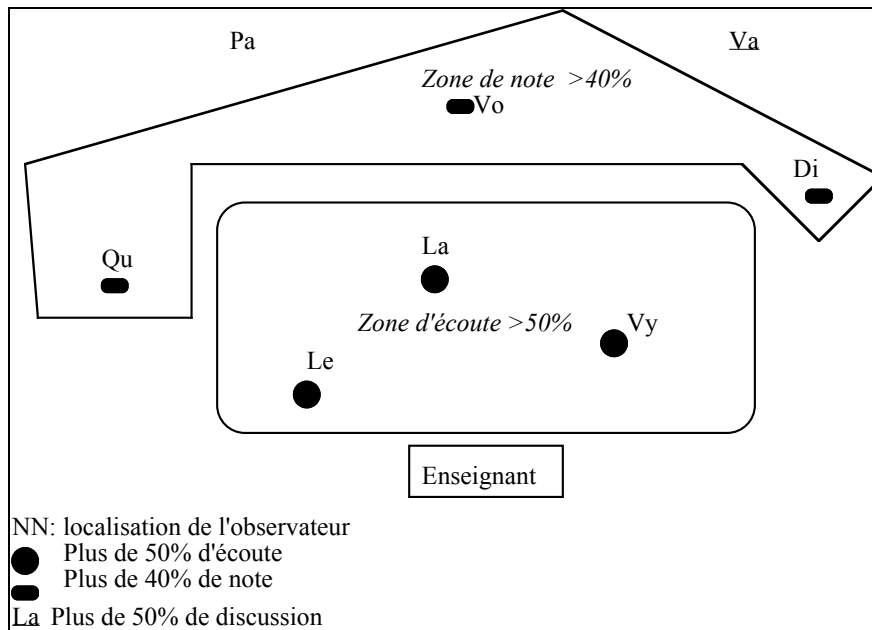 Pa
Va
Zone de note >40%
Vo
Di
La
Qu
Zone d'écoute >50%
Vy
Le
Enseignant
NN: localisation de l'observateur
Plus de 50% d'écoute
Plus de 40% de note
La Plus de 50% de discussion